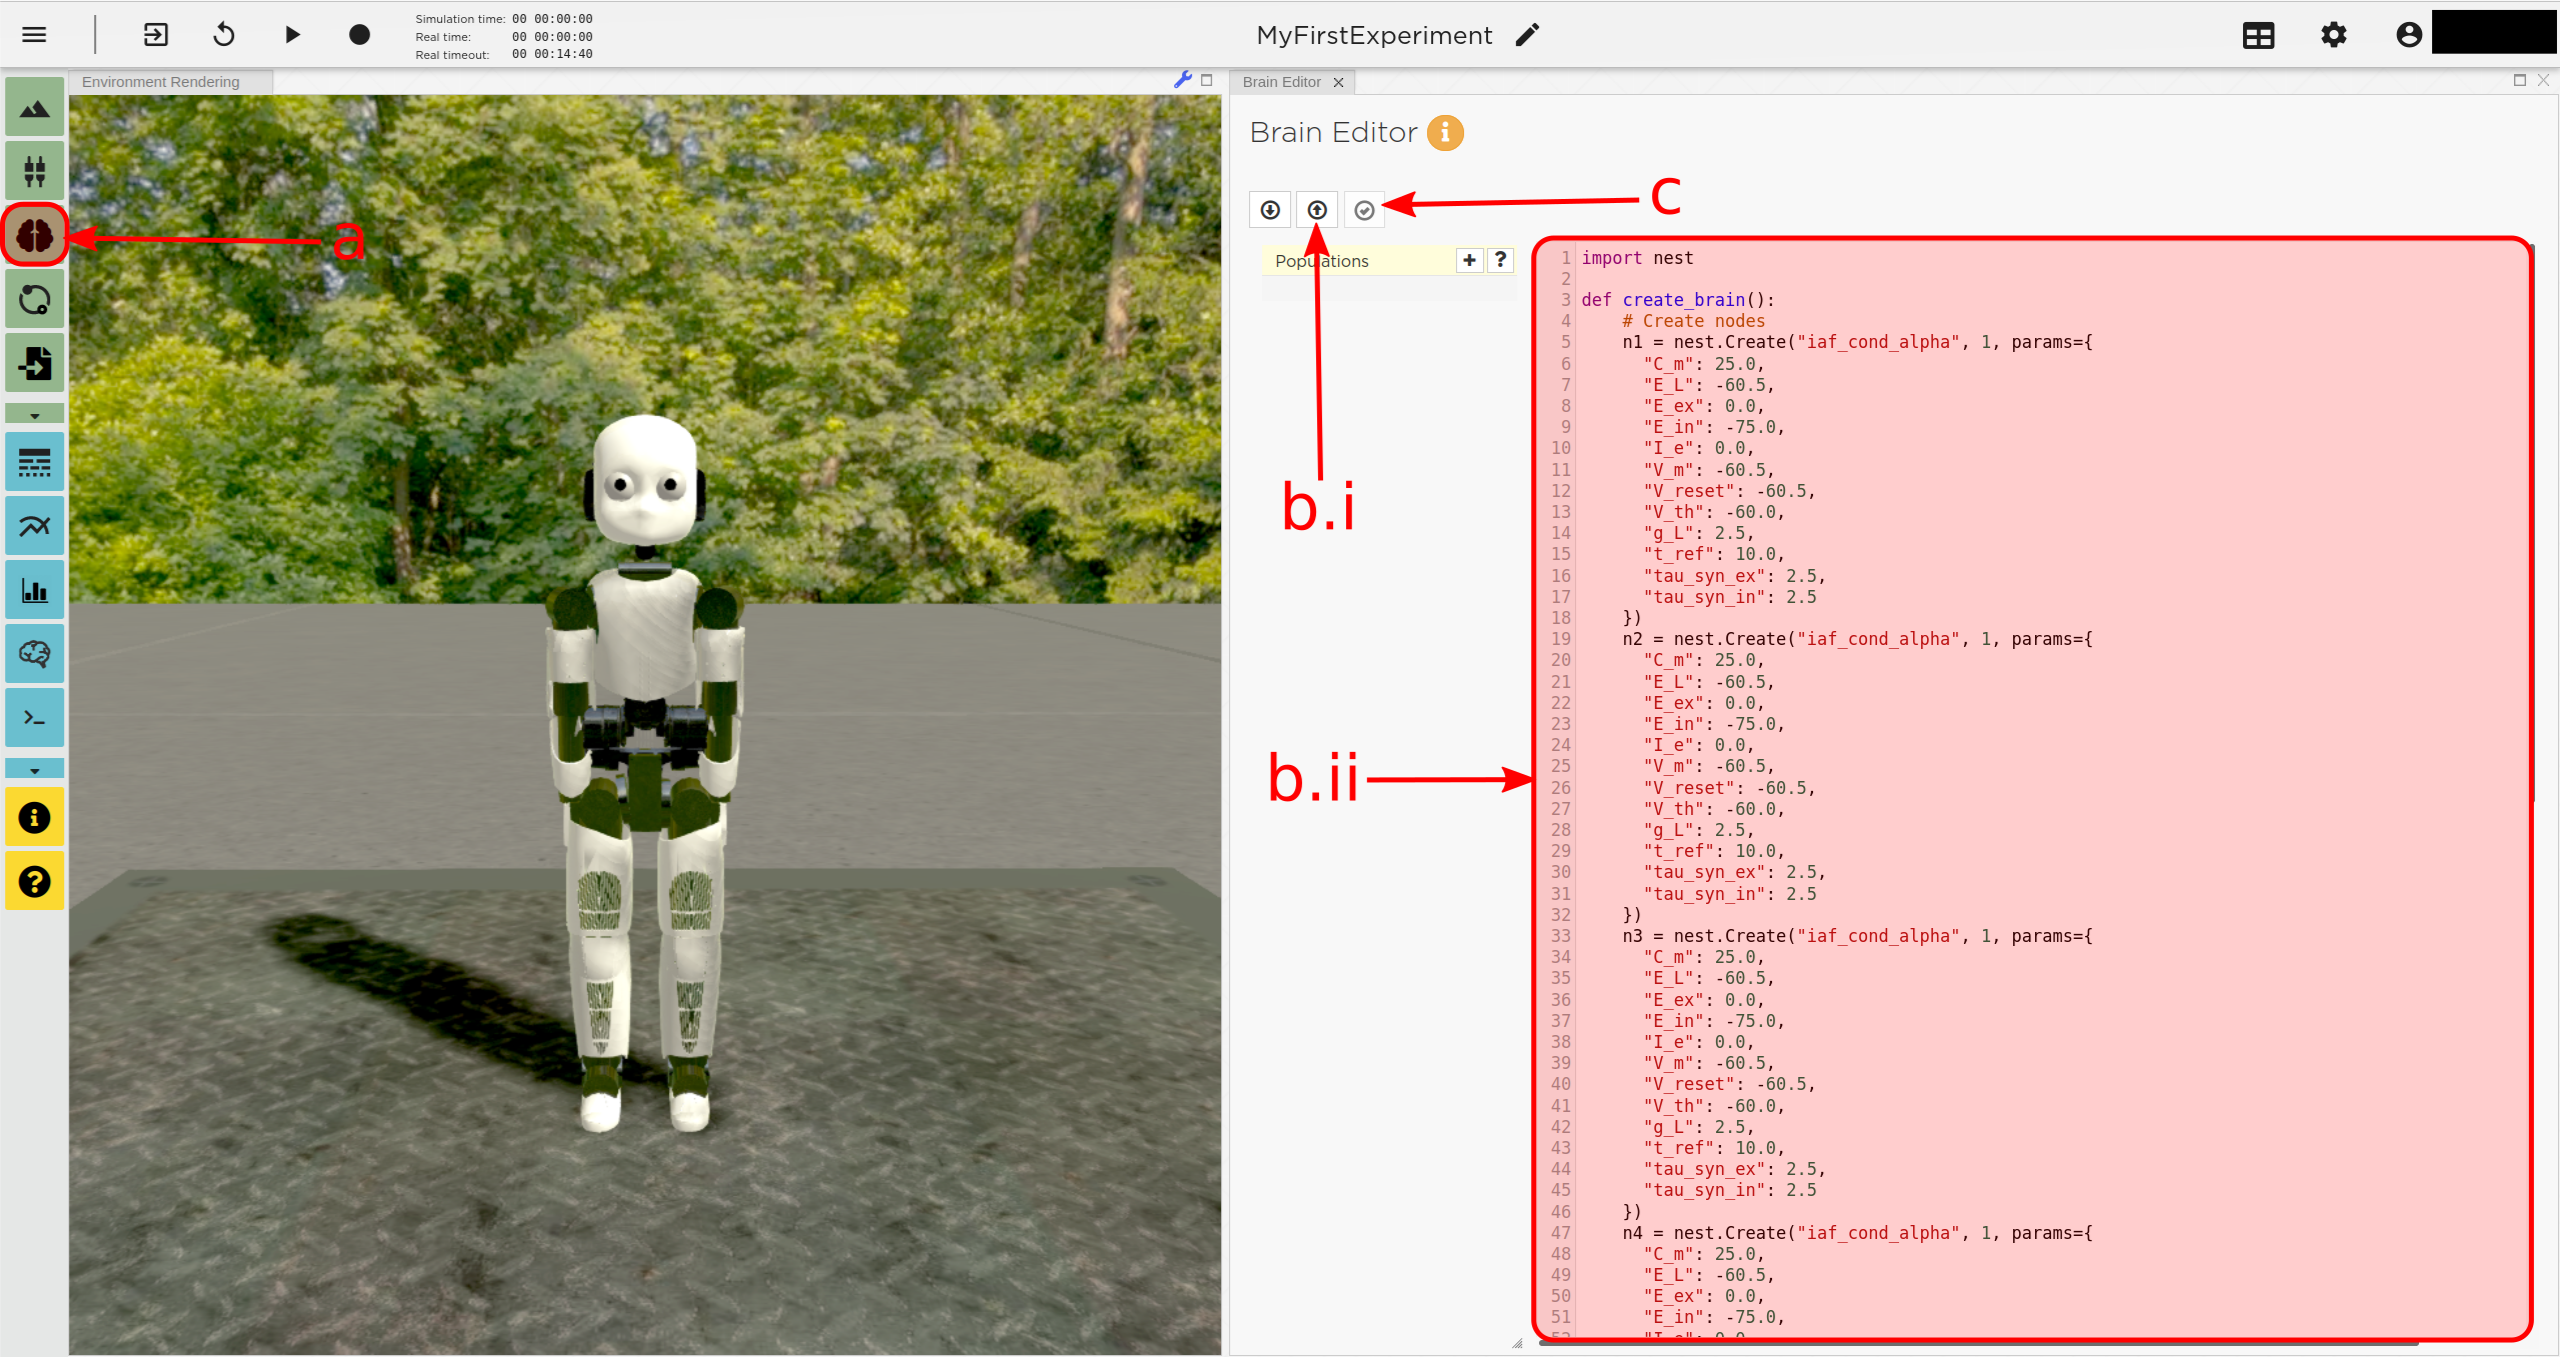 Simulation time: 00 00:00:00
Real time: 00 00:00:00
Real timeout: 00 00:14:40
MyFirstExperiment
Environment Rendering
Brain Editor
Brain Editor
a
c
b.i
b.ii
Populations + ?
1 import nest
2
3 def create_brain():
4 # Create nodes
5 n1 = nest.Create("iaf_cond_alpha", 1, params={
6 "C_m": 25.0,
7 "E_L": -60.5,
8 "E_ex": 0.0,
9 "E_in": -75.0,
10 "I_e": 0.0,
11 "V_m": -60.5,
12 "V_reset": -60.5,
13 "V_th": -60.0,
14 "g_L": 2.5,
15 "t_ref": 10.0,
16 "tau_syn_ex": 2.5,
17 "tau_syn_in": 2.5
18 })
19 n2 = nest.Create("iaf_cond_alpha", 1, params={
20 "C_m": 25.0,
21 "E_L": -60.5,
22 "E_ex": 0.0,
23 "E_in": -75.0,
24 "I_e": 0.0,
25 "V_m": -60.5,
26 "V_reset": -60.5,
27 "V_th": -60.0,
28 "g_L": 2.5,
29 "t_ref": 10.0,
30 "tau_syn_ex": 2.5,
31 "tau_syn_in": 2.5
32 })
33 n3 = nest.Create("iaf_cond_alpha", 1, params={
34 "C_m": 25.0,
35 "E_L": -60.5,
36 "E_ex": 0.0,
37 "E_in": -75.0,
38 "I_e": 0.0,
39 "V_m": -60.5,
40 "V_reset": -60.5,
41 "V_th": -60.0,
42 "g_L": 2.5,
43 "t_ref": 10.0,
44 "tau_syn_ex": 2.5,
45 "tau_syn_in": 2.5
46 })
47 n4 = nest.Create("iaf_cond_alpha", 1, params={
48 "C_m": 25.0,
49 "E_L": -60.5,
50 "E_ex": 0.0,
51 "E_in": -75.0,